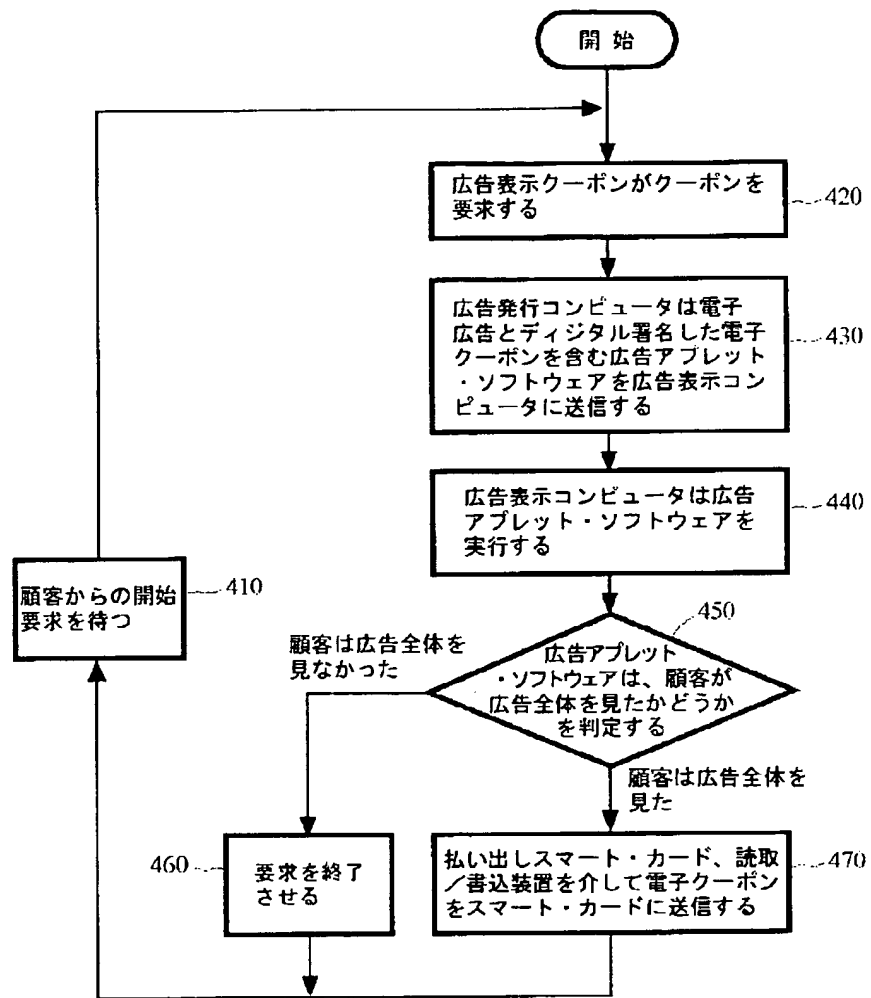 開 始
広告表示クーポンがクーポンを
要求する
420
広告発行コンピュータは電子
広告とディジタル署名した電子
クーポンを含む広告アプレット
・ソフトウェアを広告表示コン
ピュータに送信する
430
広告表示コンピュータは広告
アプレット・ソフトウェアを
実行する
440
顧客からの開始
要求を待つ
410
450
広告アプレット
・ソフトウェアは、顧客が
広告全体を見たかどうか
を判定する
顧客は広告全体を
見なかった
顧客は広告全体を
見た
460
要求を終了
させる
払い出しスマート・カード、読取
／書込装置を介して電子クーポン
をスマート・カードに送信する
470